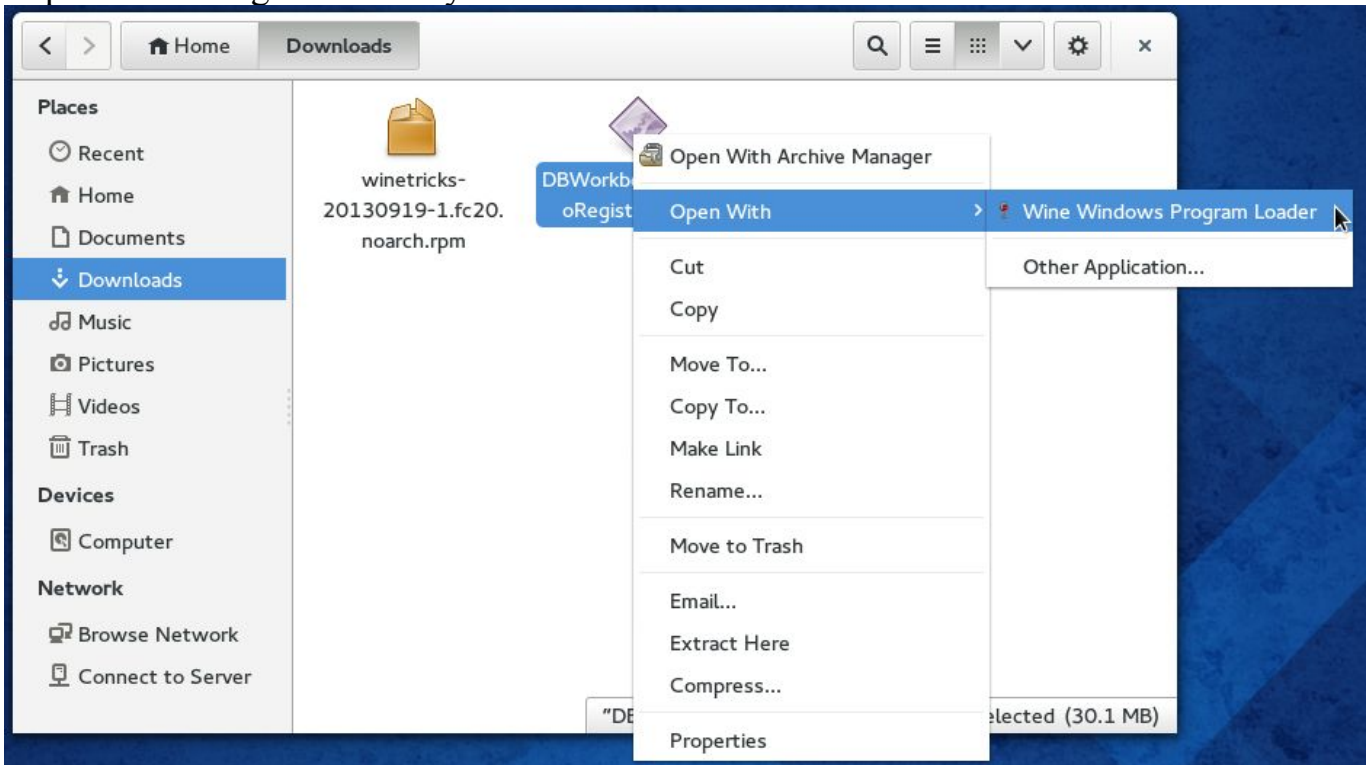 Home
Downloads
Places
Recent
Home
Documents
Downloads
Music
Pictures
Videos
Trash
Devices
Computer
Network
Browse Network
Connect to Server
winetricks-
20130919-1.fc20.
noarch.rpm
DBWorkb
oRegist
Open With Archive Manager
Open With
Cut
Copy
Move To...
Copy To...
Make Link
Rename...
Move to Trash
Email...
Extract Here
Compress...
Properties
Wine Windows Program Loader
Other Application...
"DB
elected (30.1 MB)